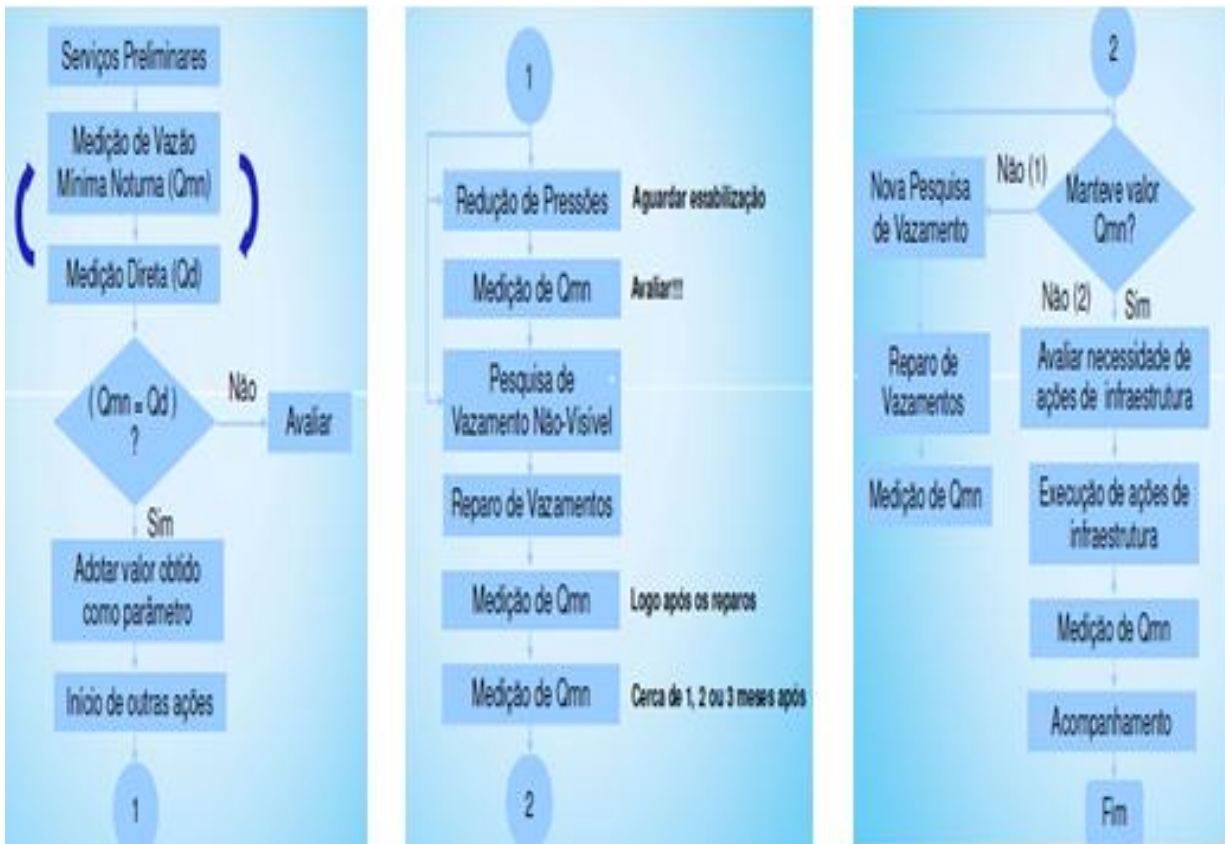 Serviços Preliminares
Medição de Vazão
Mínima Noturna (Qmn)
Medição Direta (Qd)
( Qmn = Qd )
?
Não
Avaliar
Sim
Adotar valor obtido
como parâmetro
Início de outras ações
1
1
Redução de Pressões
Aguardar estabilização
Medição de Qmn
Avaliar!!!
Pesquisa de
Vazamento Não-Visível
Reparo de Vazamentos
Medição de Qmn
Logo após os reparos
Medição de Qmn
Cerca de 1, 2 ou 3 meses após
2
2
Manteve valor
Qmn?
Não (1)
Nova Pesquisa
de Vazamento
Reparo de
Vazamentos
Medição de Qmn
Não (2)
Sim
Avaliar necessidade de
ações de infraestrutura
Execução de ações de
infraestrutura
Medição de Qmn
Acompanhamento
Fim